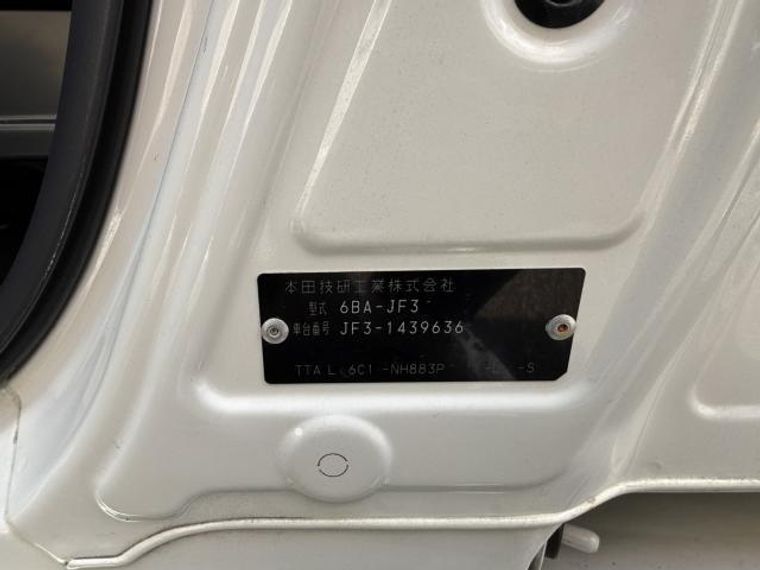 本田技研工業株式会社
型式 6BA-JF3
車台番号 JF3-1439636
TTA L 6C1 -NH883P -L -S